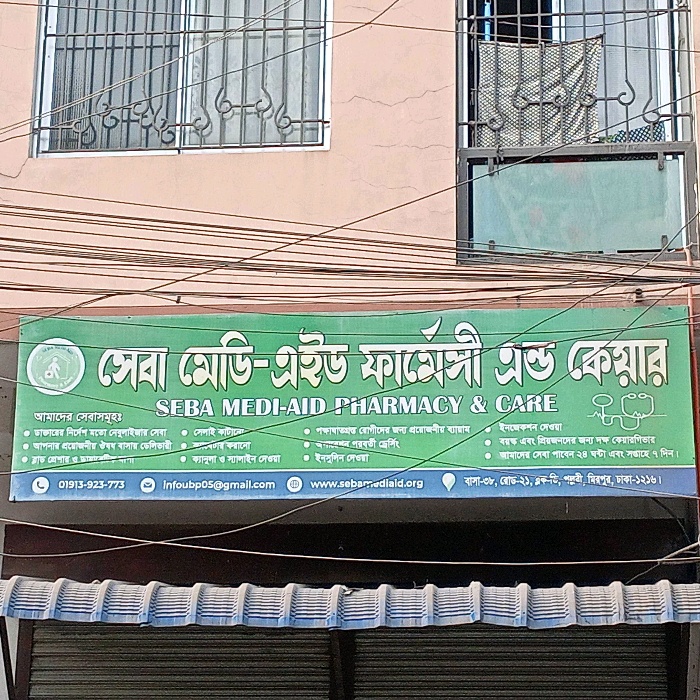 সেবা মেডি-এইড ফার্মেসী এন্ড কেয়ার
SEBA MEDI-AID PHARMACY & CARE
আমাদের সেবাসমূহঃ
ডাক্তারের নির্দেশ মতো নেবুলাইজার সেবা
আপনার প্রয়োজনীয় ঔষধ বাসায় ডেলিভারী
ব্লাড প্রেশার ও
সেলাই কাটানো
করানো
ক্যানুলা ও স্যালাইন দেওয়া
পক্ষাঘাতগ্রস্ত রোগীদের জন্য প্রয়োজনীয় ব্যায়াম
অপারেশন পরবর্তী ড্রেসিং
ইনসুলিন দেওয়া
ইনজেকশন দেওয়া
বয়স্ক এবং প্রিয়জনদের জন্য দক্ষ কেয়ারগিভার
আমাদের সেবা পাবেন ২৪ ঘন্টা এবং সপ্তাহে ৭ দিন।
01913-923-773 infoubp05@gmail.com www.sebamediaid.org বাসা-৩৮, রোড-২১, ব্লক-ডি, পল্লবী, মিরপুর, ঢাকা-১২১৬।